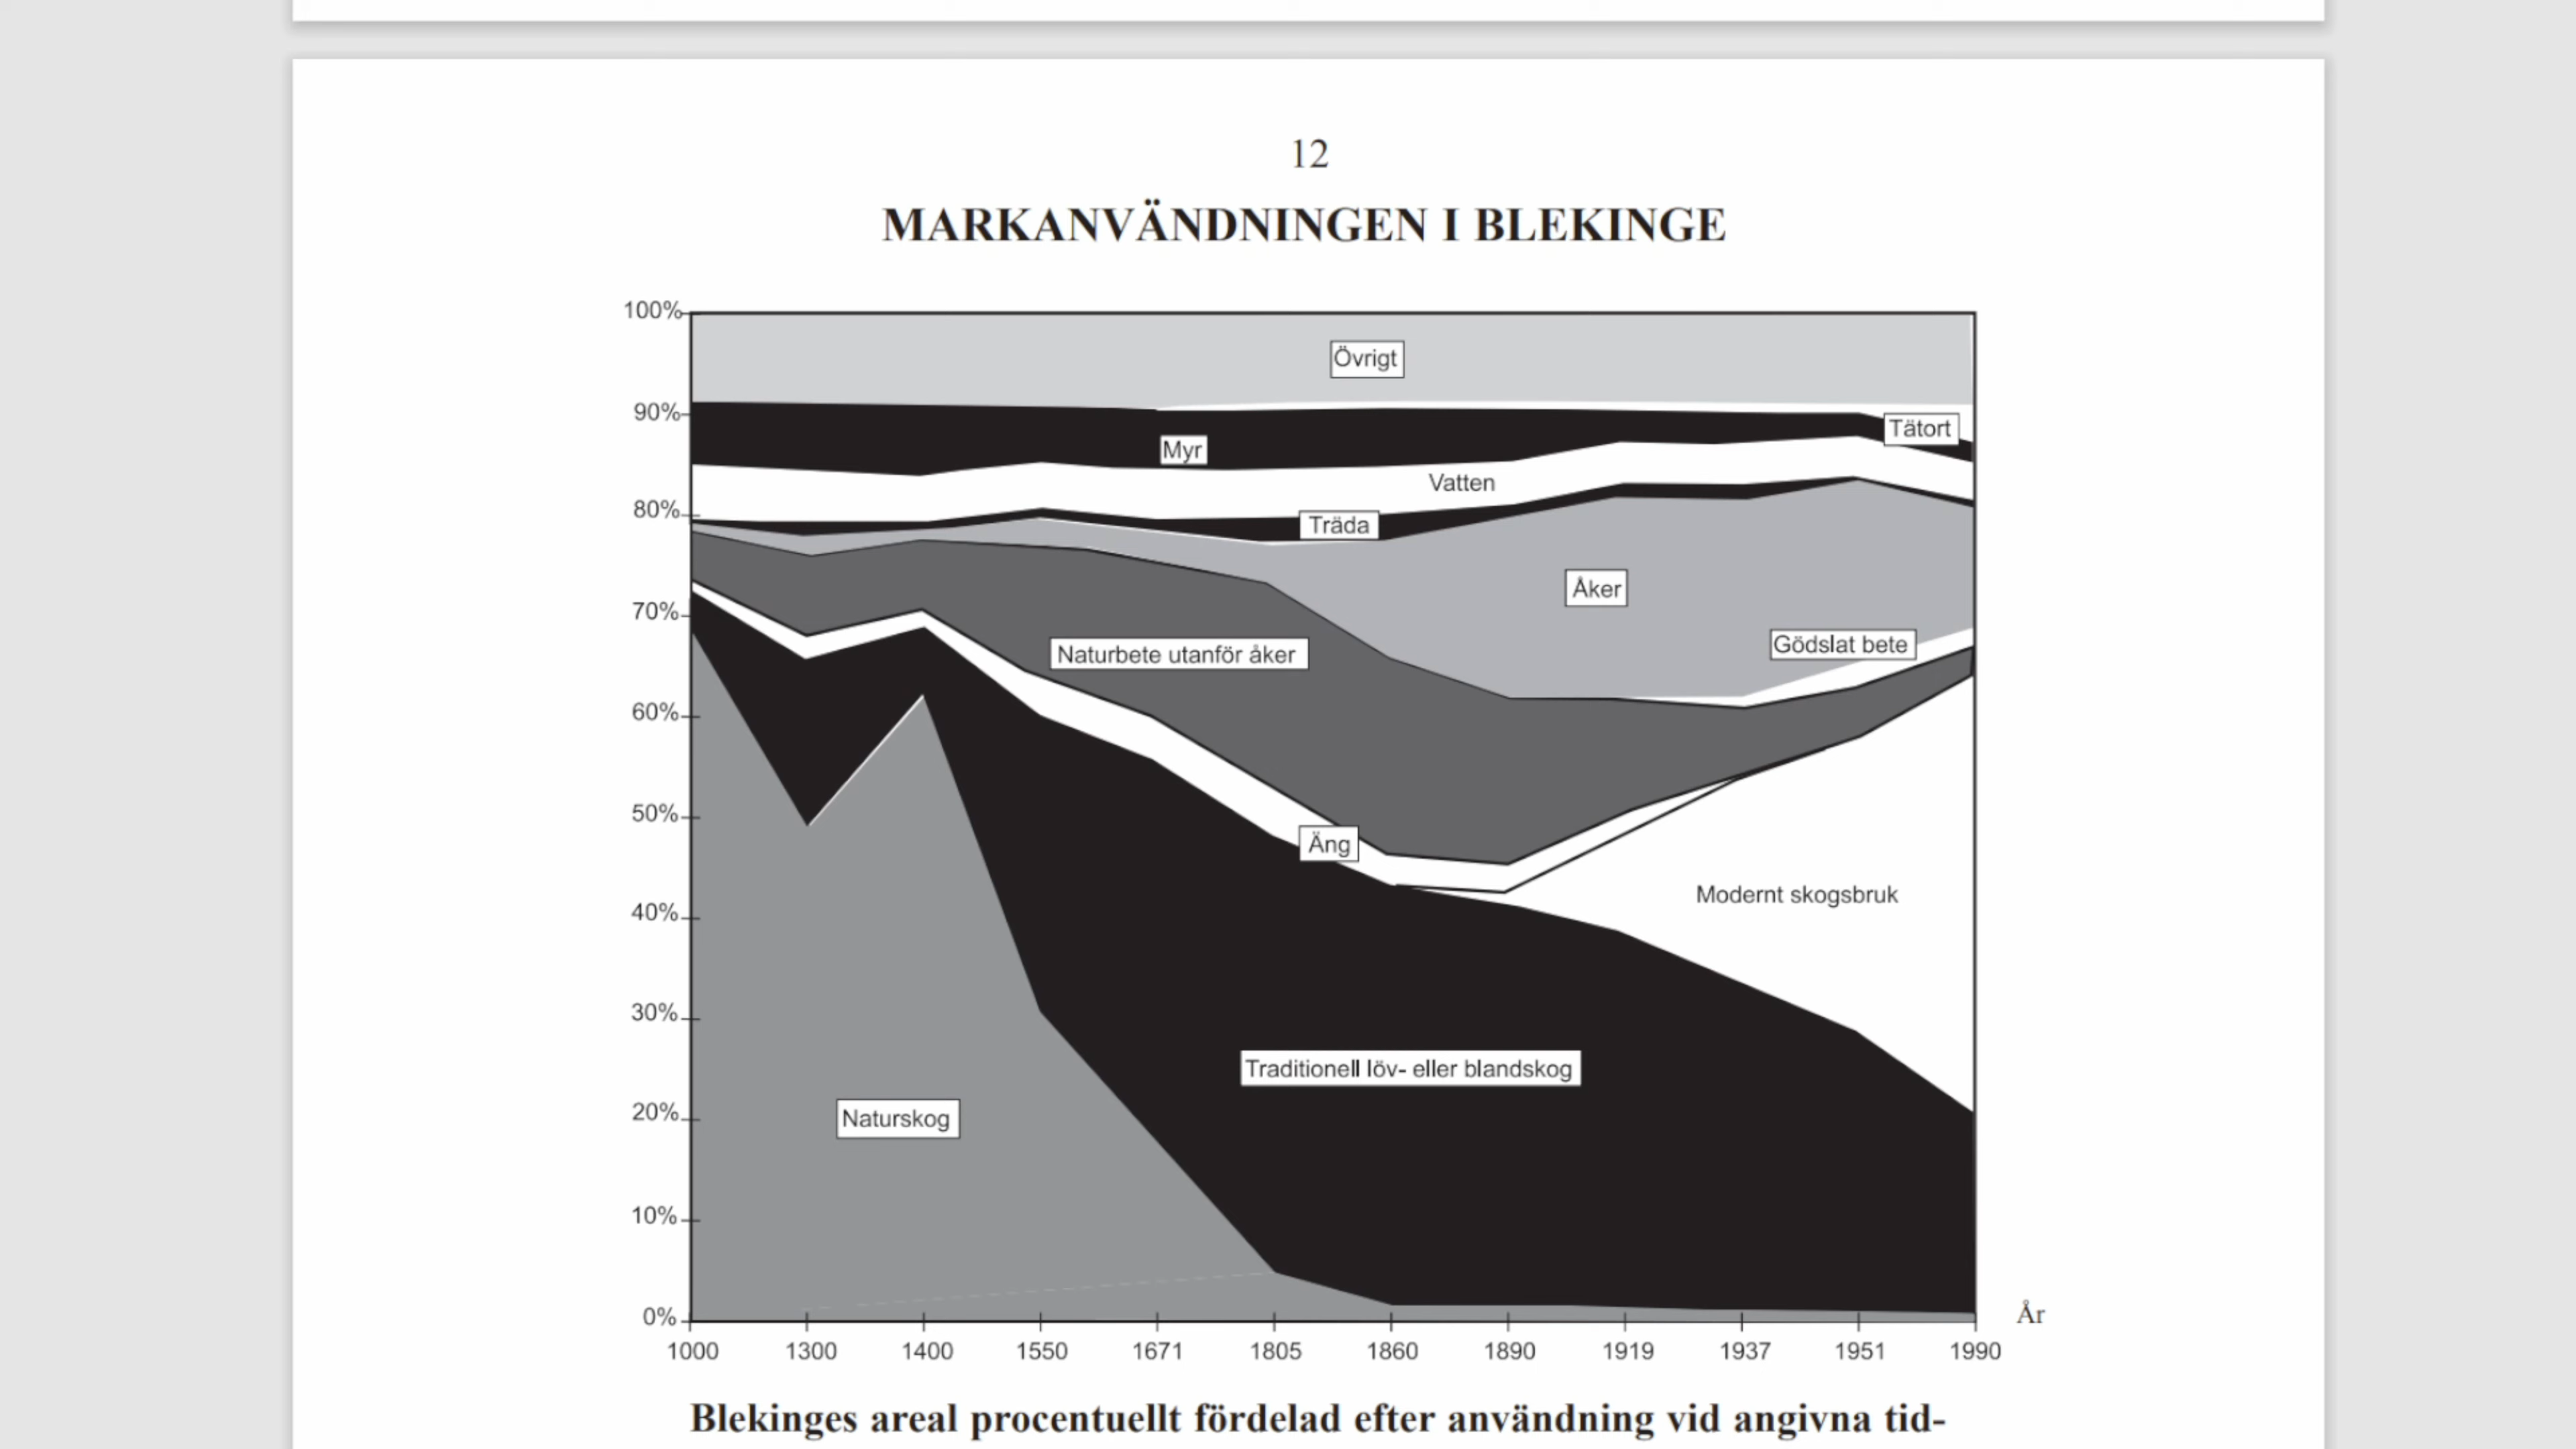 12
MARKANVÄNDNINGEN I BLEKINGE
100%
Övrigt
90%
Tätort
Myr
Vatten
80%
Träda
Åker
70%
Gödslat bete
Naturbete utanför åker
60%
50%
Äng
Modernt skogsbruk
40%
30%
Traditionell löv- eller blandskog
20%
Naturskog
10%
0%
År
1000 1300 1400 1550 1671 1805 1860 1890 1919 1937 1951 1990
Blekinges areal procentuellt fördelad efter användning vid angivna tid-